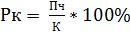 Рк = Пч/К * 100%